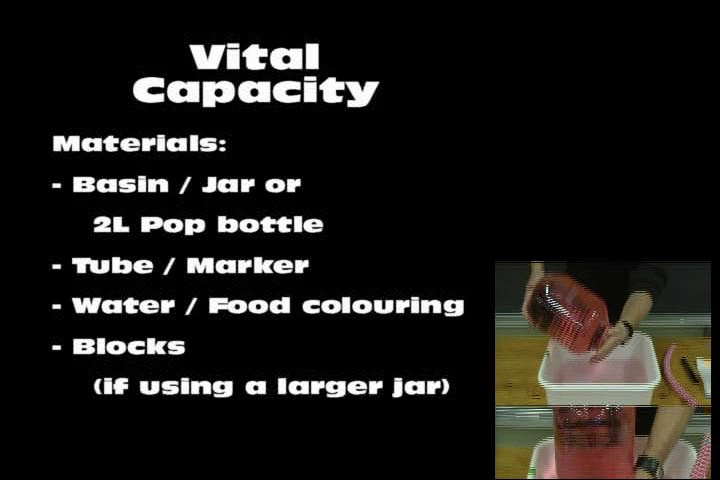 Vital
Capacity
Materials:
- Basin / Jar or
2L Pop bottle
- Tube / Marker
- Water / Food colouring
- Blocks
(if using a larger jar)